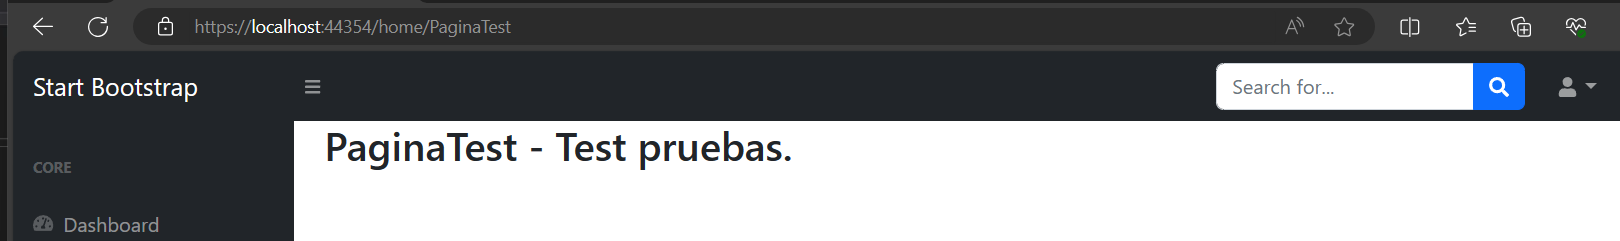 https://localhost:44354/home/PaginaTest
Start Bootstrap
Search for...
PaginaTest - Test pruebas.
CORE
Dashboard